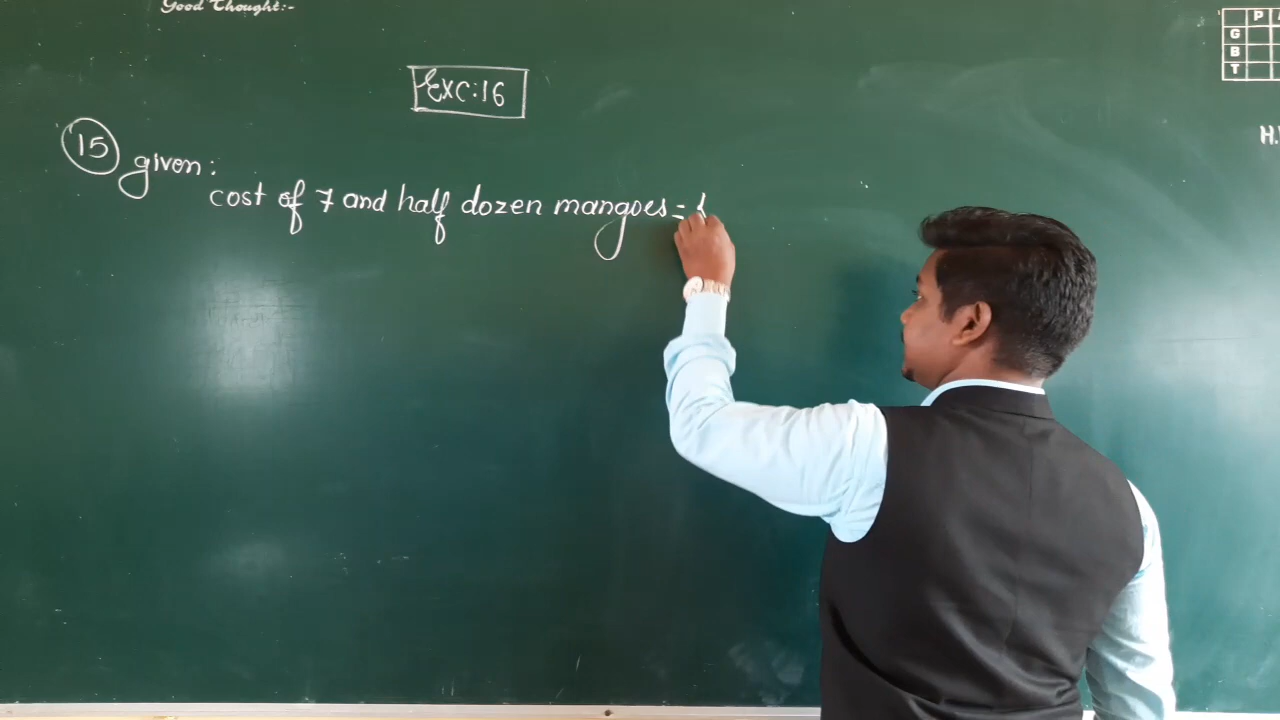 Good Thought:-
P
G
B
T
H.
Exc:16
15 given:
cost of 7 and half dozen mangoes =